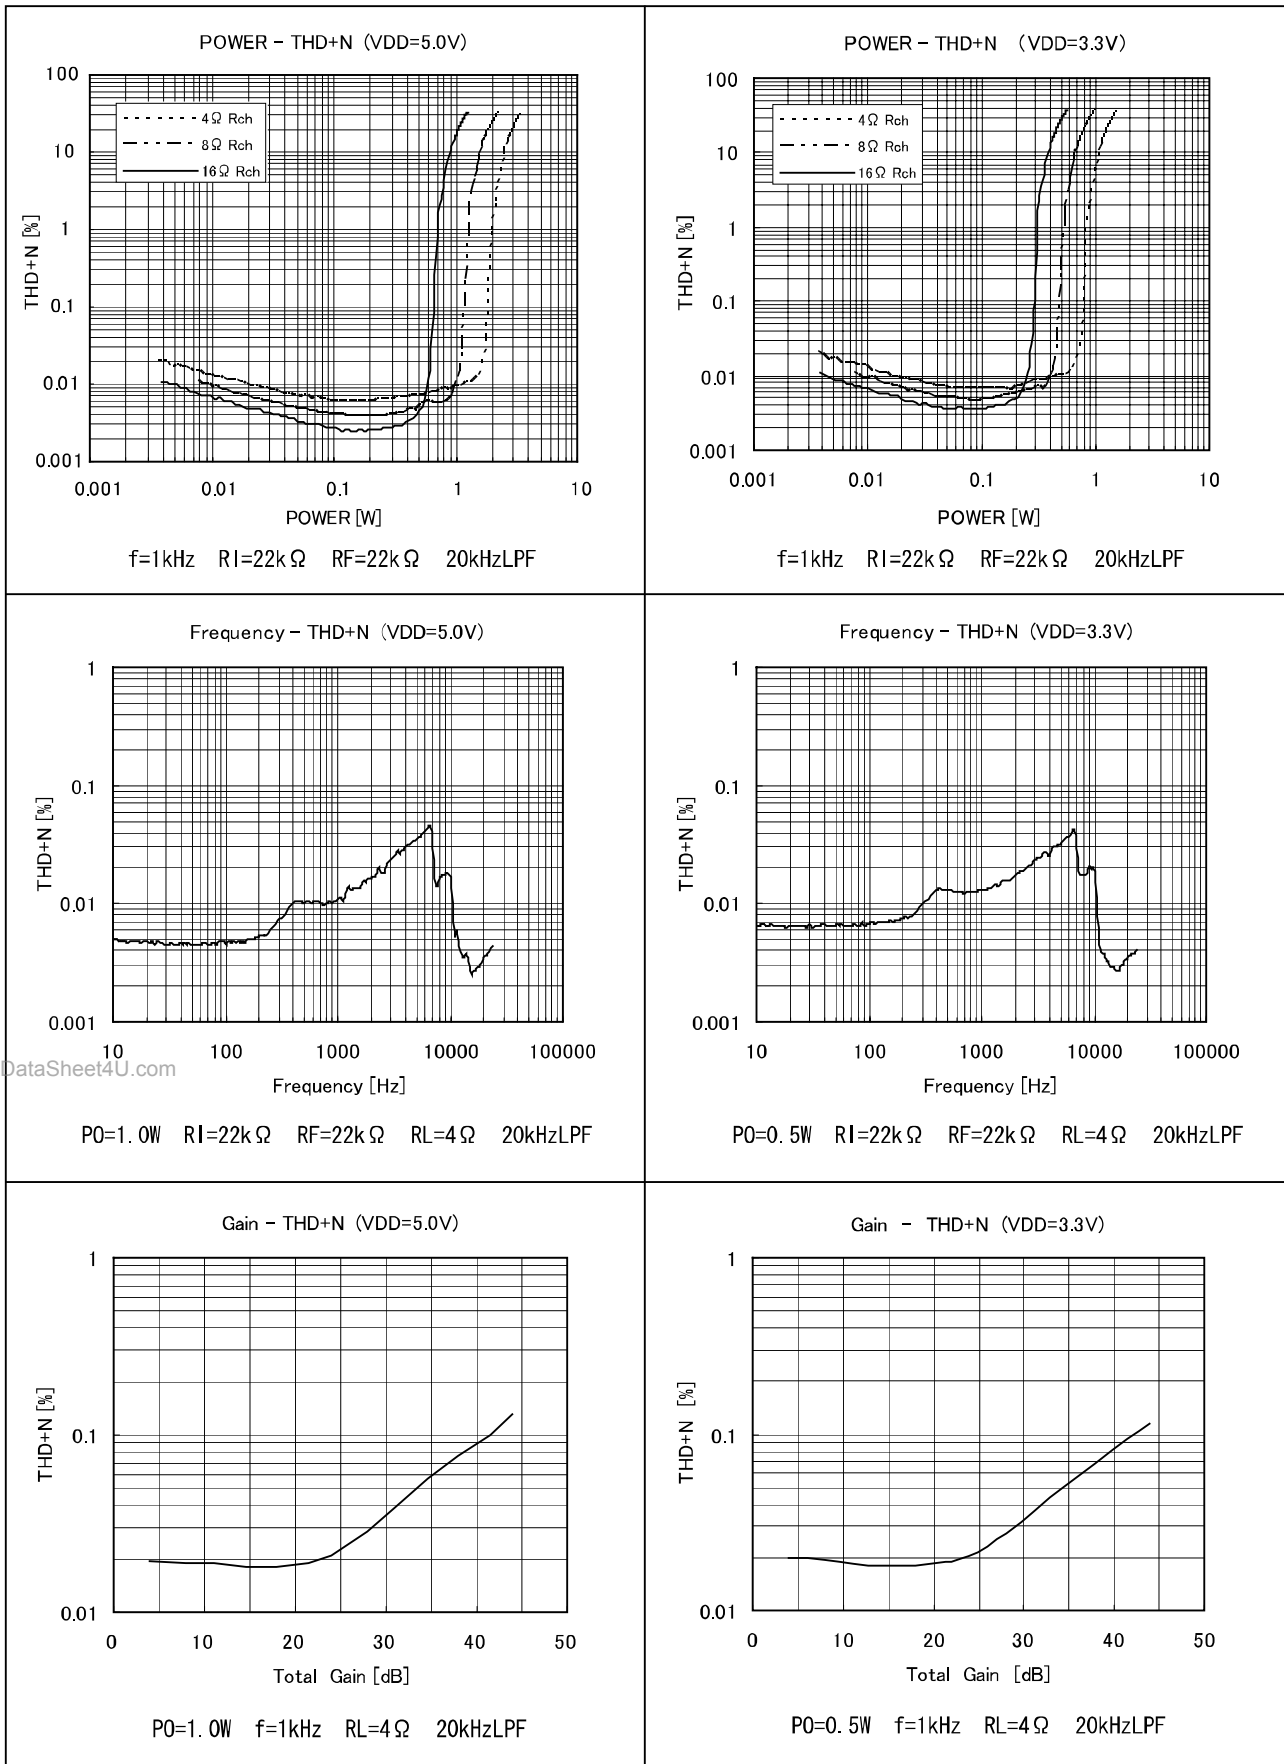 POWER - THD+N (VDD=5.0V)
100
10
1
0.1
0.01
0.001
THD+N [%]
4Ω Rch
8Ω Rch
16Ω Rch
0.001 0.01 0.1 1 10
POWER [W]
f=1kHz RI=22kΩ RF=22kΩ 20kHzLPF
POWER - THD+N (VDD=3.3V)
100
10
1
0.1
0.01
0.001
THD+N [%]
4Ω Rch
8Ω Rch
16Ω Rch
0.001 0.01 0.1 1 10
POWER [W]
f=1kHz RI=22kΩ RF=22kΩ 20kHzLPF
Frequency - THD+N (VDD=5.0V)
1
0.1
0.01
0.001
THD+N [%]
10 100 1000 10000 100000
DataSheet4U.com
Frequency [Hz]
PO=1.0W RI=22kΩ RF=22kΩ RL=4Ω 20kHzLPF
Frequency - THD+N (VDD=3.3V)
1
0.1
0.01
0.001
THD+N [%]
10 100 1000 10000 100000
Frequency [Hz]
PO=0.5W RI=22kΩ RF=22kΩ RL=4Ω 20kHzLPF
Gain - THD+N (VDD=5.0V)
1
0.1
0.01
THD+N [%]
0 10 20 30 40 50
Total Gain [dB]
PO=1.0W f=1kHz RL=4Ω 20kHzLPF
Gain - THD+N (VDD=3.3V)
1
0.1
0.01
THD+N [%]
0 10 20 30 40 50
Total Gain [dB]
PO=0.5W f=1kHz RL=4Ω 20kHzLPF